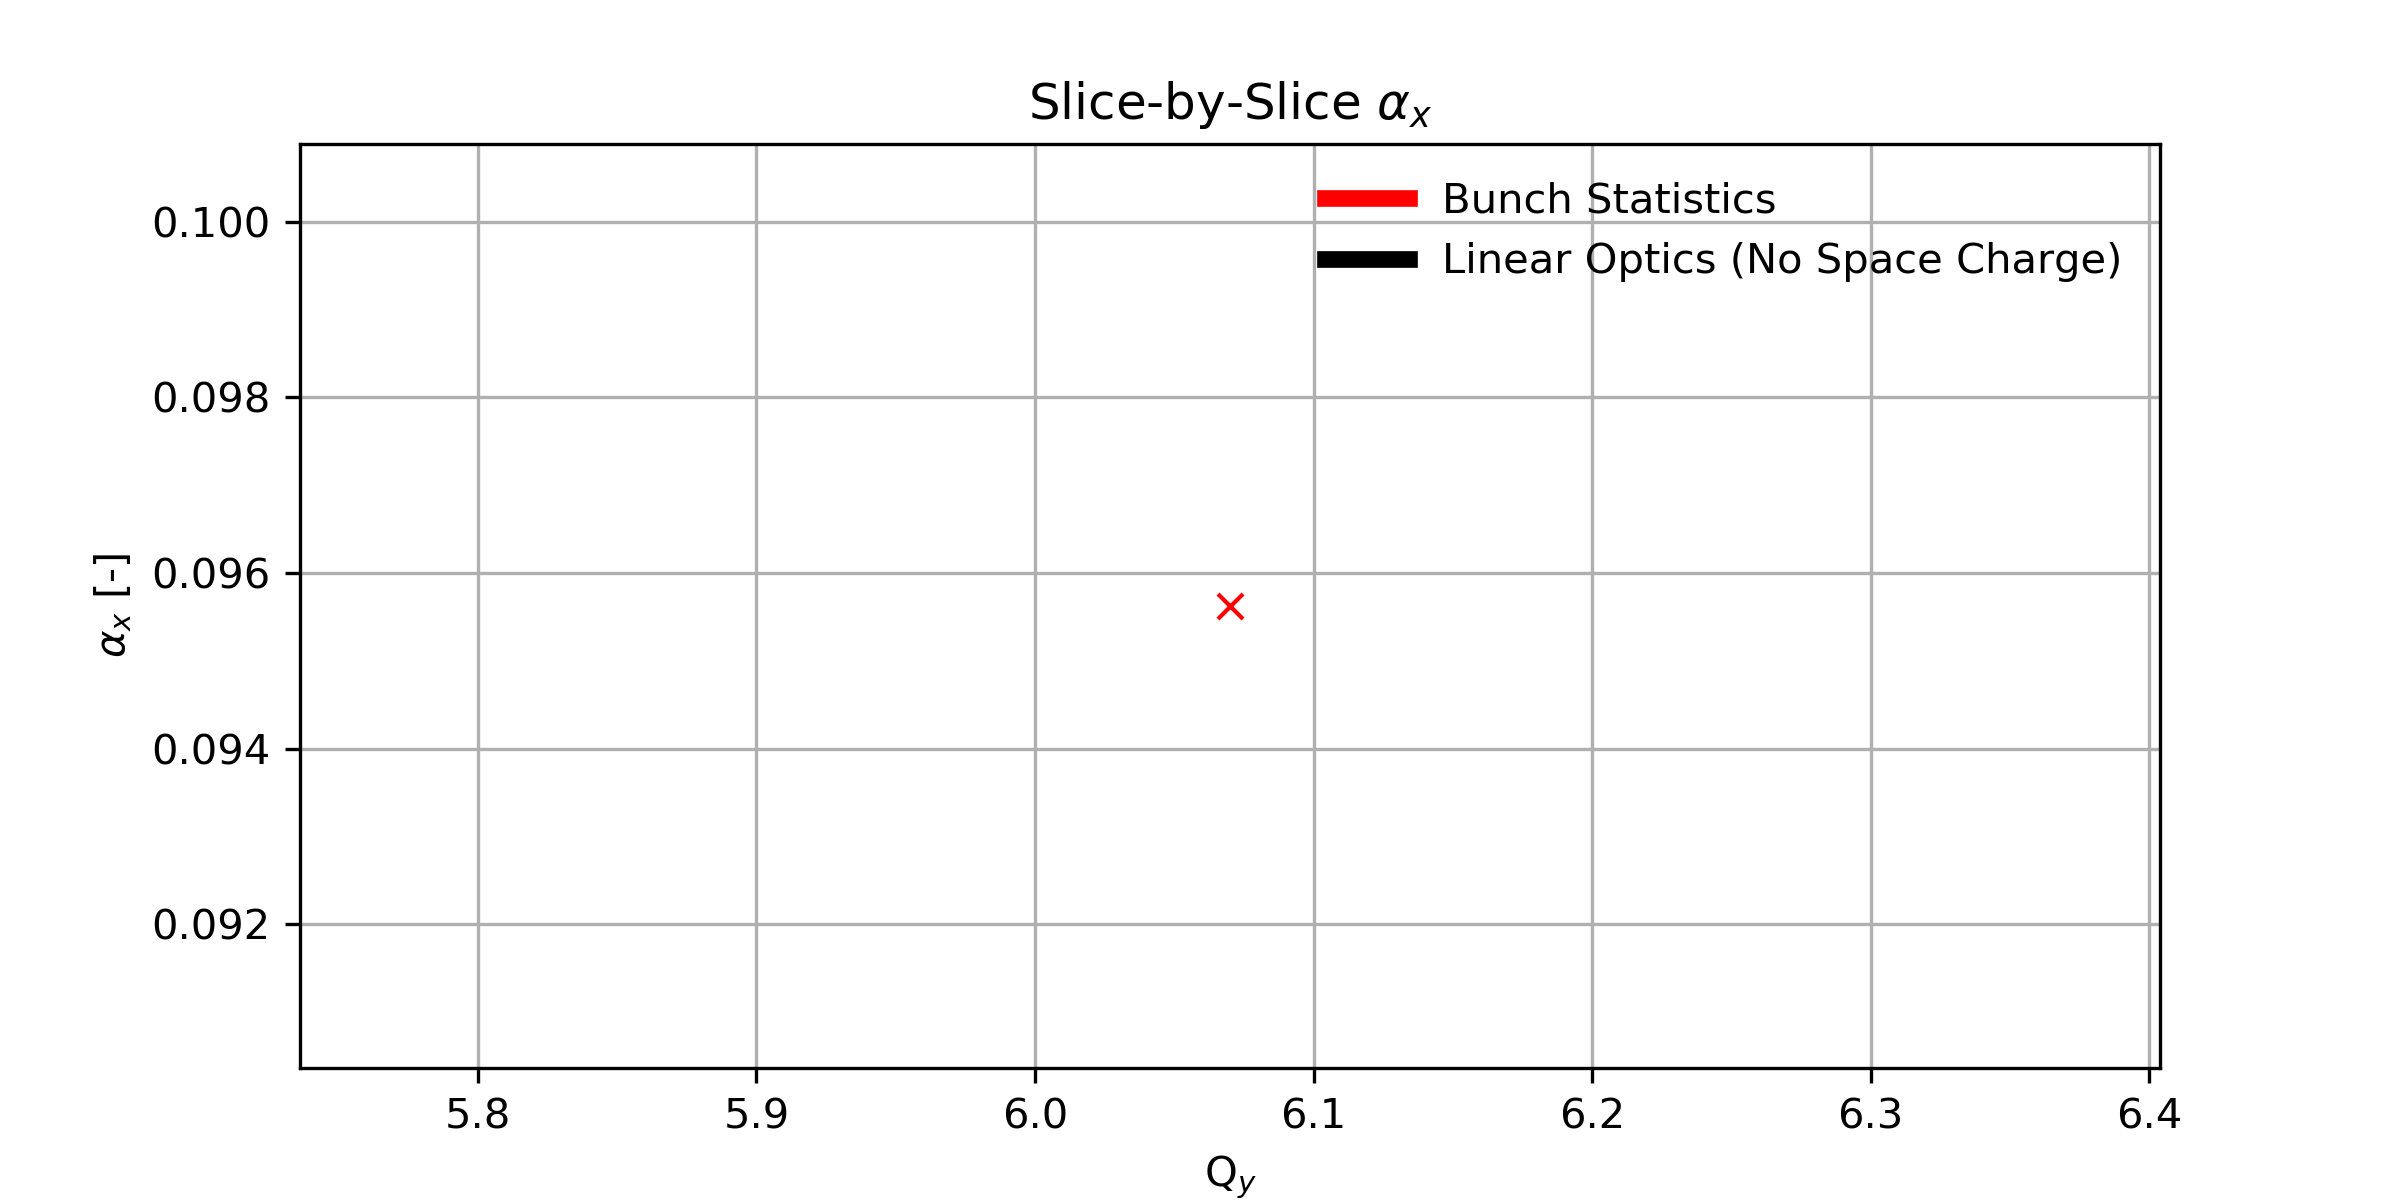 Slice-by-Slice αₓ
Bunch Statistics
Linear Optics (No Space Charge)
αₓ [-]
0.100
0.098
0.096
0.094
0.092
5.8 5.9 6.0 6.1 6.2 6.3 6.4
Q_y